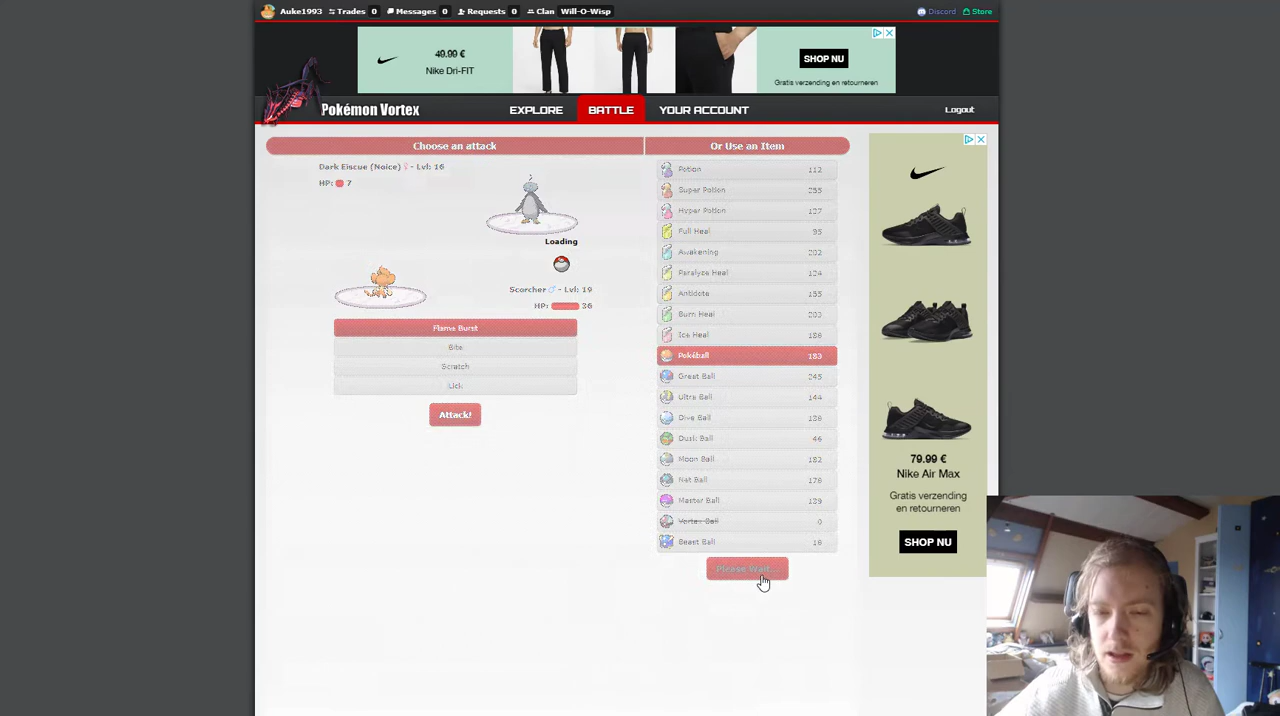 Auke1993 Trades 0 Messages 0 Requests 0 Clan Will-O-Wisp Discord Store
49.99 €
Nike Dri-FIT
SHOP NU
Gratis verzending en retourneren
Pokémon Vortex EXPLORE BATTLE YOUR ACCOUNT Logout
Choose an attack Or Use an Item
Dark Eiscue (Noice) ♀ - Lvl: 16
HP: 7
Loading
Scorcher ♂ - Lvl: 19
HP: 36
Flame Burst
Bite
Scratch
Lick
Attack!
Potion 112
Super Potion 255
Hyper Potion 127
Full Heal 95
Awakening 202
Paralyze Heal 124
Antidote 155
Burn Heal 203
Ice Heal 186
Pokéball 183
Great Ball 245
Ultra Ball 144
Dive Ball 136
Dusk Ball 46
Moon Ball 182
Net Ball 176
Master Ball 139
Vortex Ball 0
Beast Ball 16
Please Wait...
79.99 €
Nike Air Max
Gratis verzending
en retourneren
SHOP NU